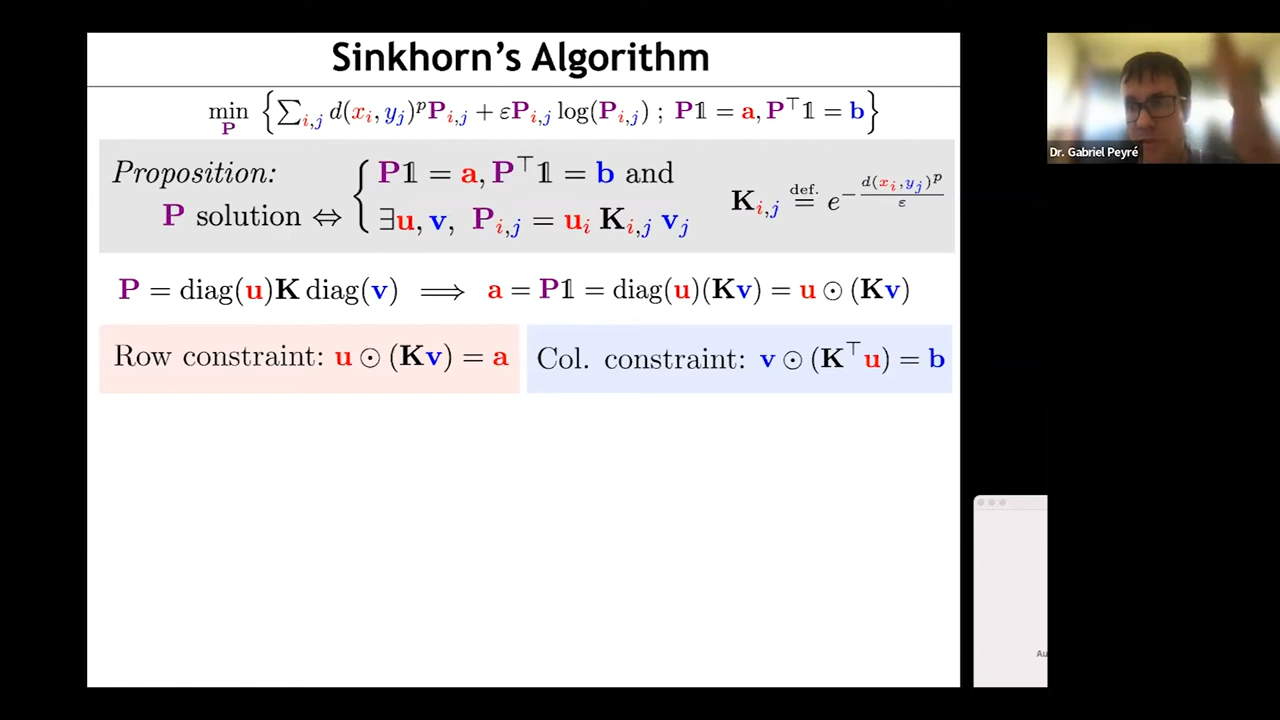 Sinkhorn's Algorithm
min_P { ∑_{i,j} d(x_i, y_j)^p P_{i,j} + εP_{i,j} log(P_{i,j}) ; P𝟙 = a, P^⊤𝟙 = b }
Proposition:
P solution ⇔ { P𝟙 = a, P^⊤𝟙 = b and
∃u, v, P_{i,j} = u_i K_{i,j} v_j
K_{i,j} def.= e^{-d(x_i,y_j)^p/ε}
P = diag(u)K diag(v) ⟹ a = P𝟙 = diag(u)(Kv) = u ⊙ (Kv)
Row constraint: u ⊙ (Kv) = a
Col. constraint: v ⊙ (K^⊤u) = b
Dr. Gabriel Peyré
Au